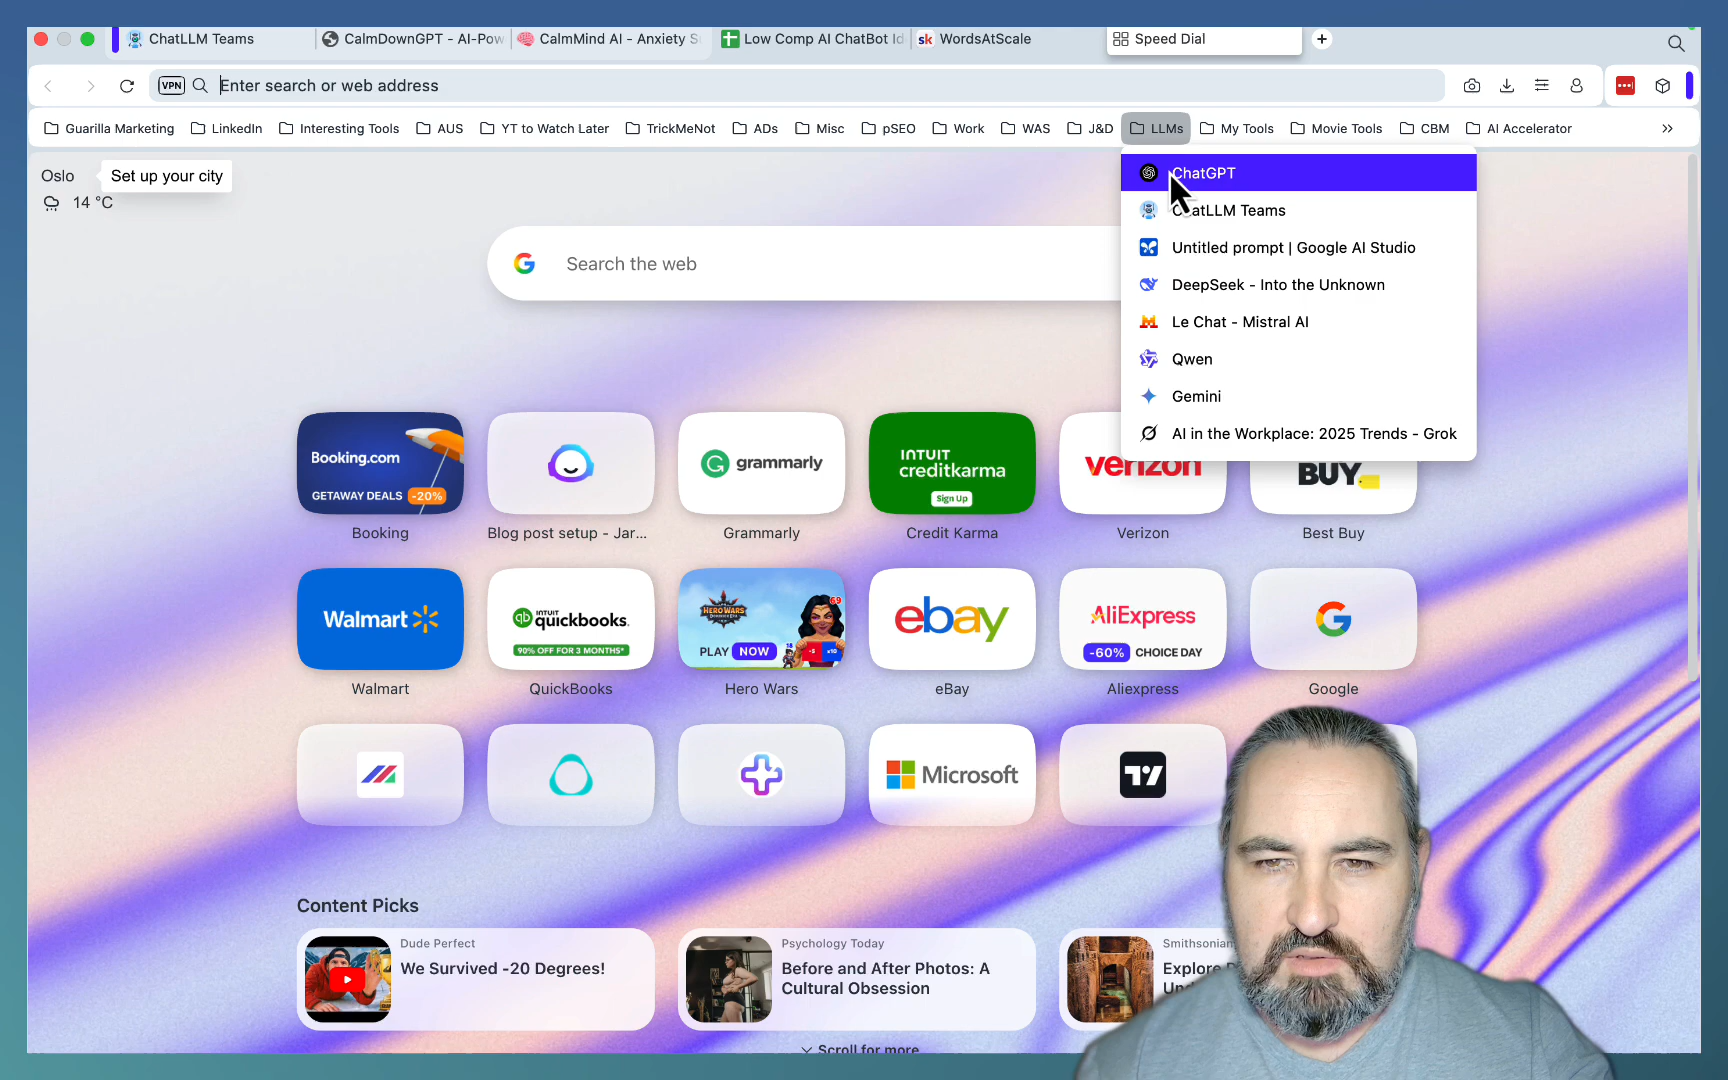 ChatLLM Teams
CalmDownGPT - AI-Pow
CalmMind AI - Anxiety S
Low Comp AI ChatBot Id
sk WordsAtScale
Speed Dial
VPN
Enter search or web address
Guarilla Marketing
LinkedIn
Interesting Tools
AUS
YT to Watch Later
TrickMeNot
ADs
Misc
pSEO
Work
WAS
J&D
LLMs
My Tools
Movie Tools
CBM
AI Accelerator
Oslo
Set up your city
14 °C
Search the web
ChatGPT
ChatLLM Teams
Untitled prompt | Google AI Studio
DeepSeek - Into the Unknown
Le Chat - Mistral AI
Qwen
Gemini
AI in the Workplace: 2025 Trends - Grok
Booking.com
GETAWAY DEALS -20%
grammarly
INTUIT
creditkarma
Sign Up
verizon
BUY
Booking
Blog post setup - Jar...
Grammarly
Credit Karma
Verizon
Best Buy
Walmart
INTUIT
quickbooks.
90% OFF FOR 3 MONTHS*
HERO WARS
PLAY NOW
ebay
AliExpress
-60% CHOICE DAY
Walmart
QuickBooks
Hero Wars
eBay
Aliexpress
Google
Microsoft
Content Picks
Dude Perfect
We Survived -20 Degrees!
Psychology Today
Before and After Photos: A
Cultural Obsession
Smithsonian
Explore
Scroll for more